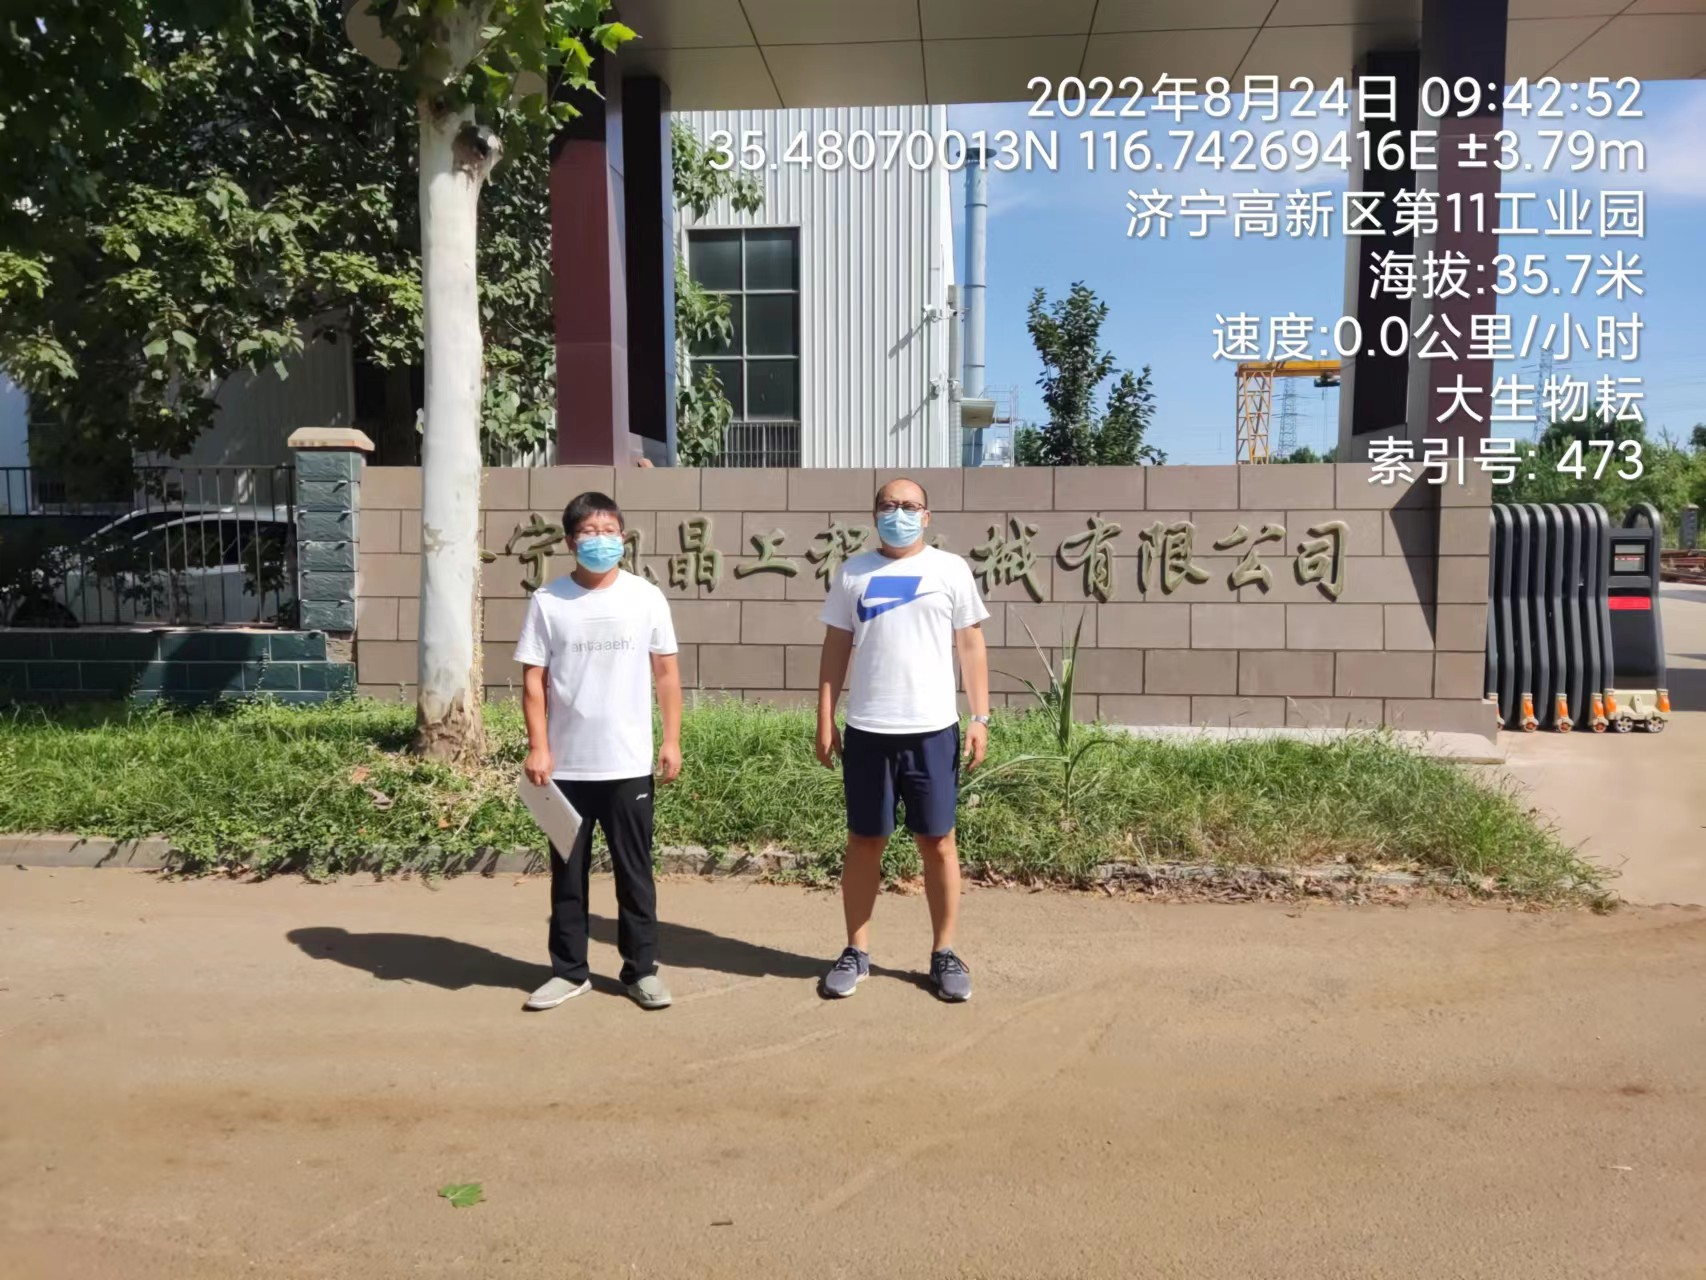 2022年8月24日 09:42:52
35.48070013N 116.74269416E ±3.79m
济宁高新区第11工业园
海拔:35.7米
速度:0.0公里/小时
大生物耘
索引号: 473
宁 晶工程 械有限公司